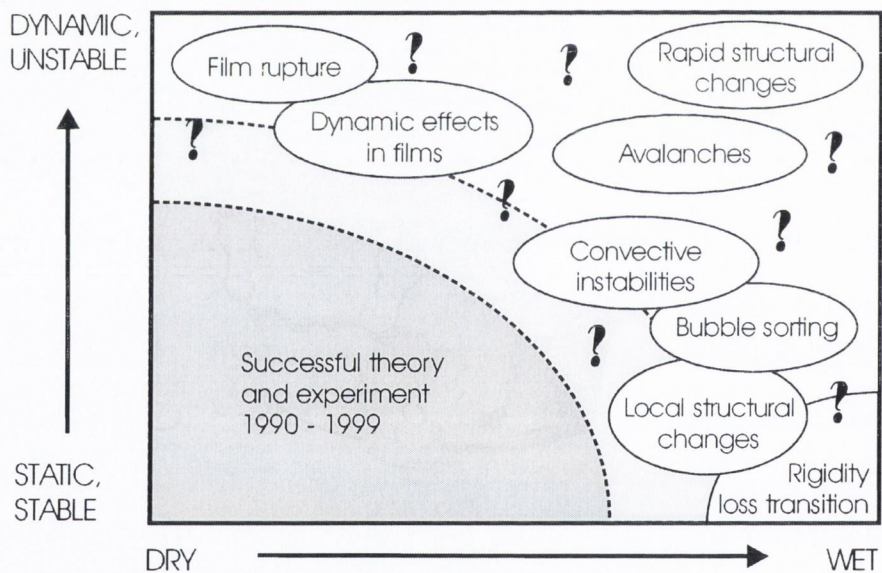 DYNAMIC,
UNSTABLE
Film rupture
?
?
Rapid structural
changes
?
Dynamic effects
in films
Avalanches
?
?
?
Convective
instabilities
Bubble sorting
?
Successful theory
and experiment
1990 - 1999
Local structural
changes
?
STATIC,
STABLE
Rigidity
loss transition
DRY
WET